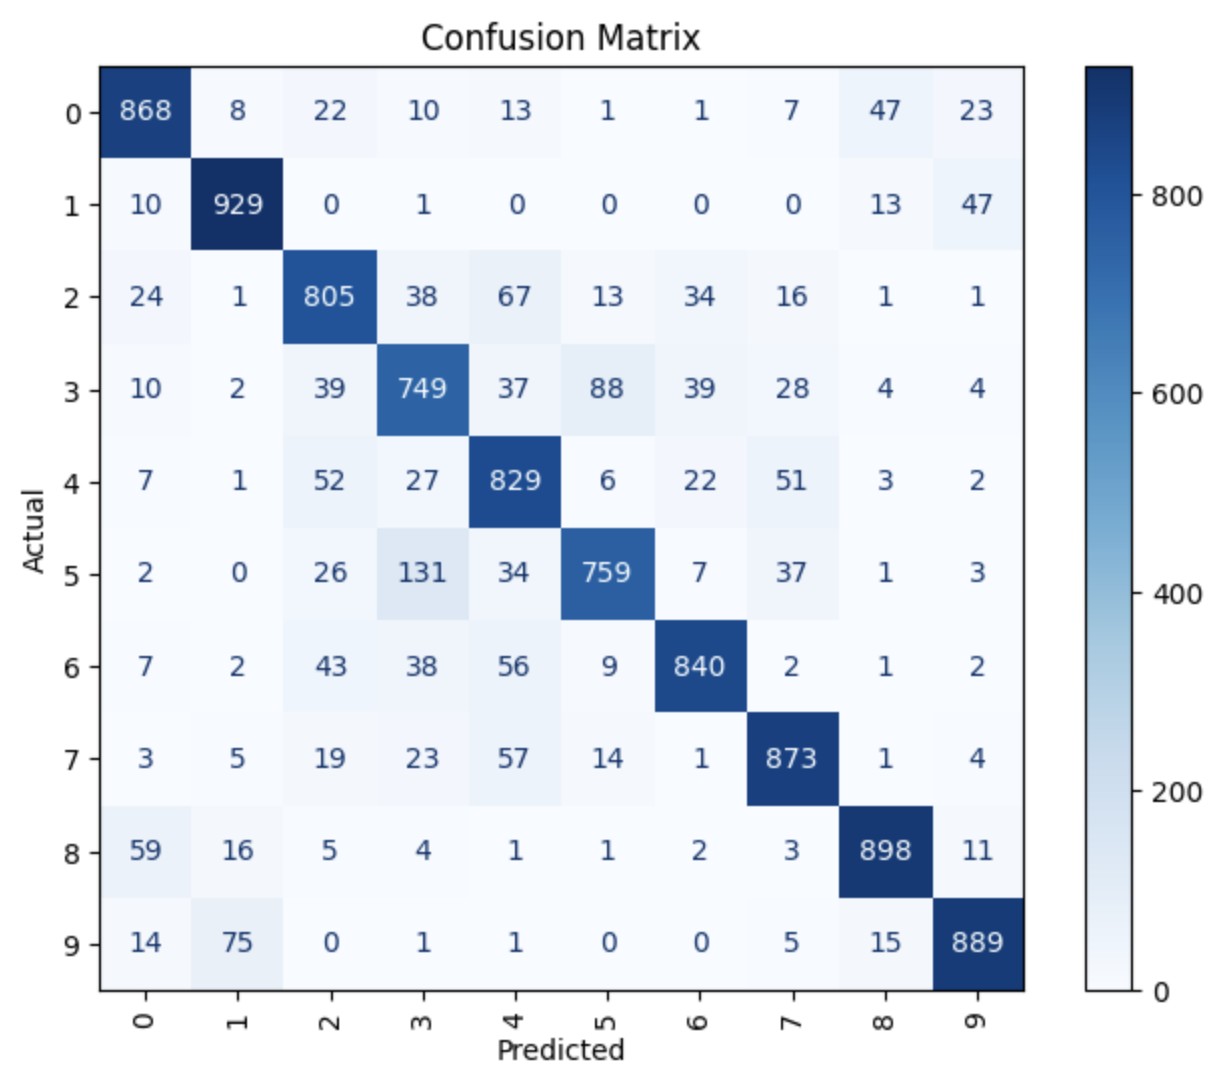 Confusion Matrix
0 868 8 22 10 13 1 1 7 47 23
1 10 929 0 1 0 0 0 0 13 47 800
2 24 1 805 38 67 13 34 16 1 1
3 10 2 39 749 37 88 39 28 4 4 600
4 7 1 52 27 829 6 22 51 3 2
Actual
5 2 0 26 131 34 759 7 37 1 3 400
6 7 2 43 38 56 9 840 2 1 2
7 3 5 19 23 57 14 1 873 1 4 200
8 59 16 5 4 1 1 2 3 898 11
9 14 75 0 1 1 0 0 5 15 889
0
0 1 2 3 4 5 6 7 8 9
Predicted